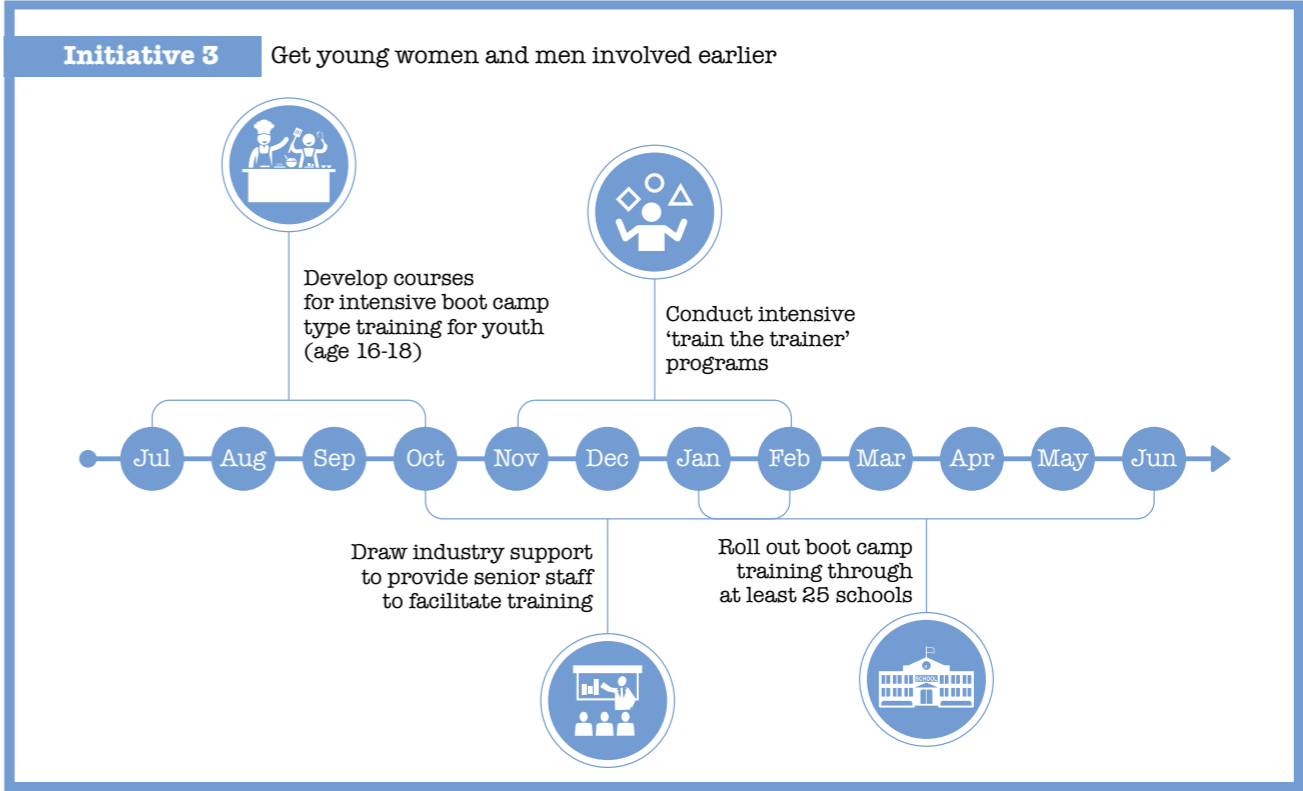 Initiative 3 Get young women and men involved earlier
Develop courses
for intensive boot camp
type training for youth
(age 16-18)
Conduct intensive
‘train the trainer’
programs
Jul Aug Sep Oct Nov Dec Jan Feb Mar Apr May Jun
Draw industry support
to provide senior staff
to facilitate training
Roll out boot camp
training through
at least 25 schools
SCHOOL